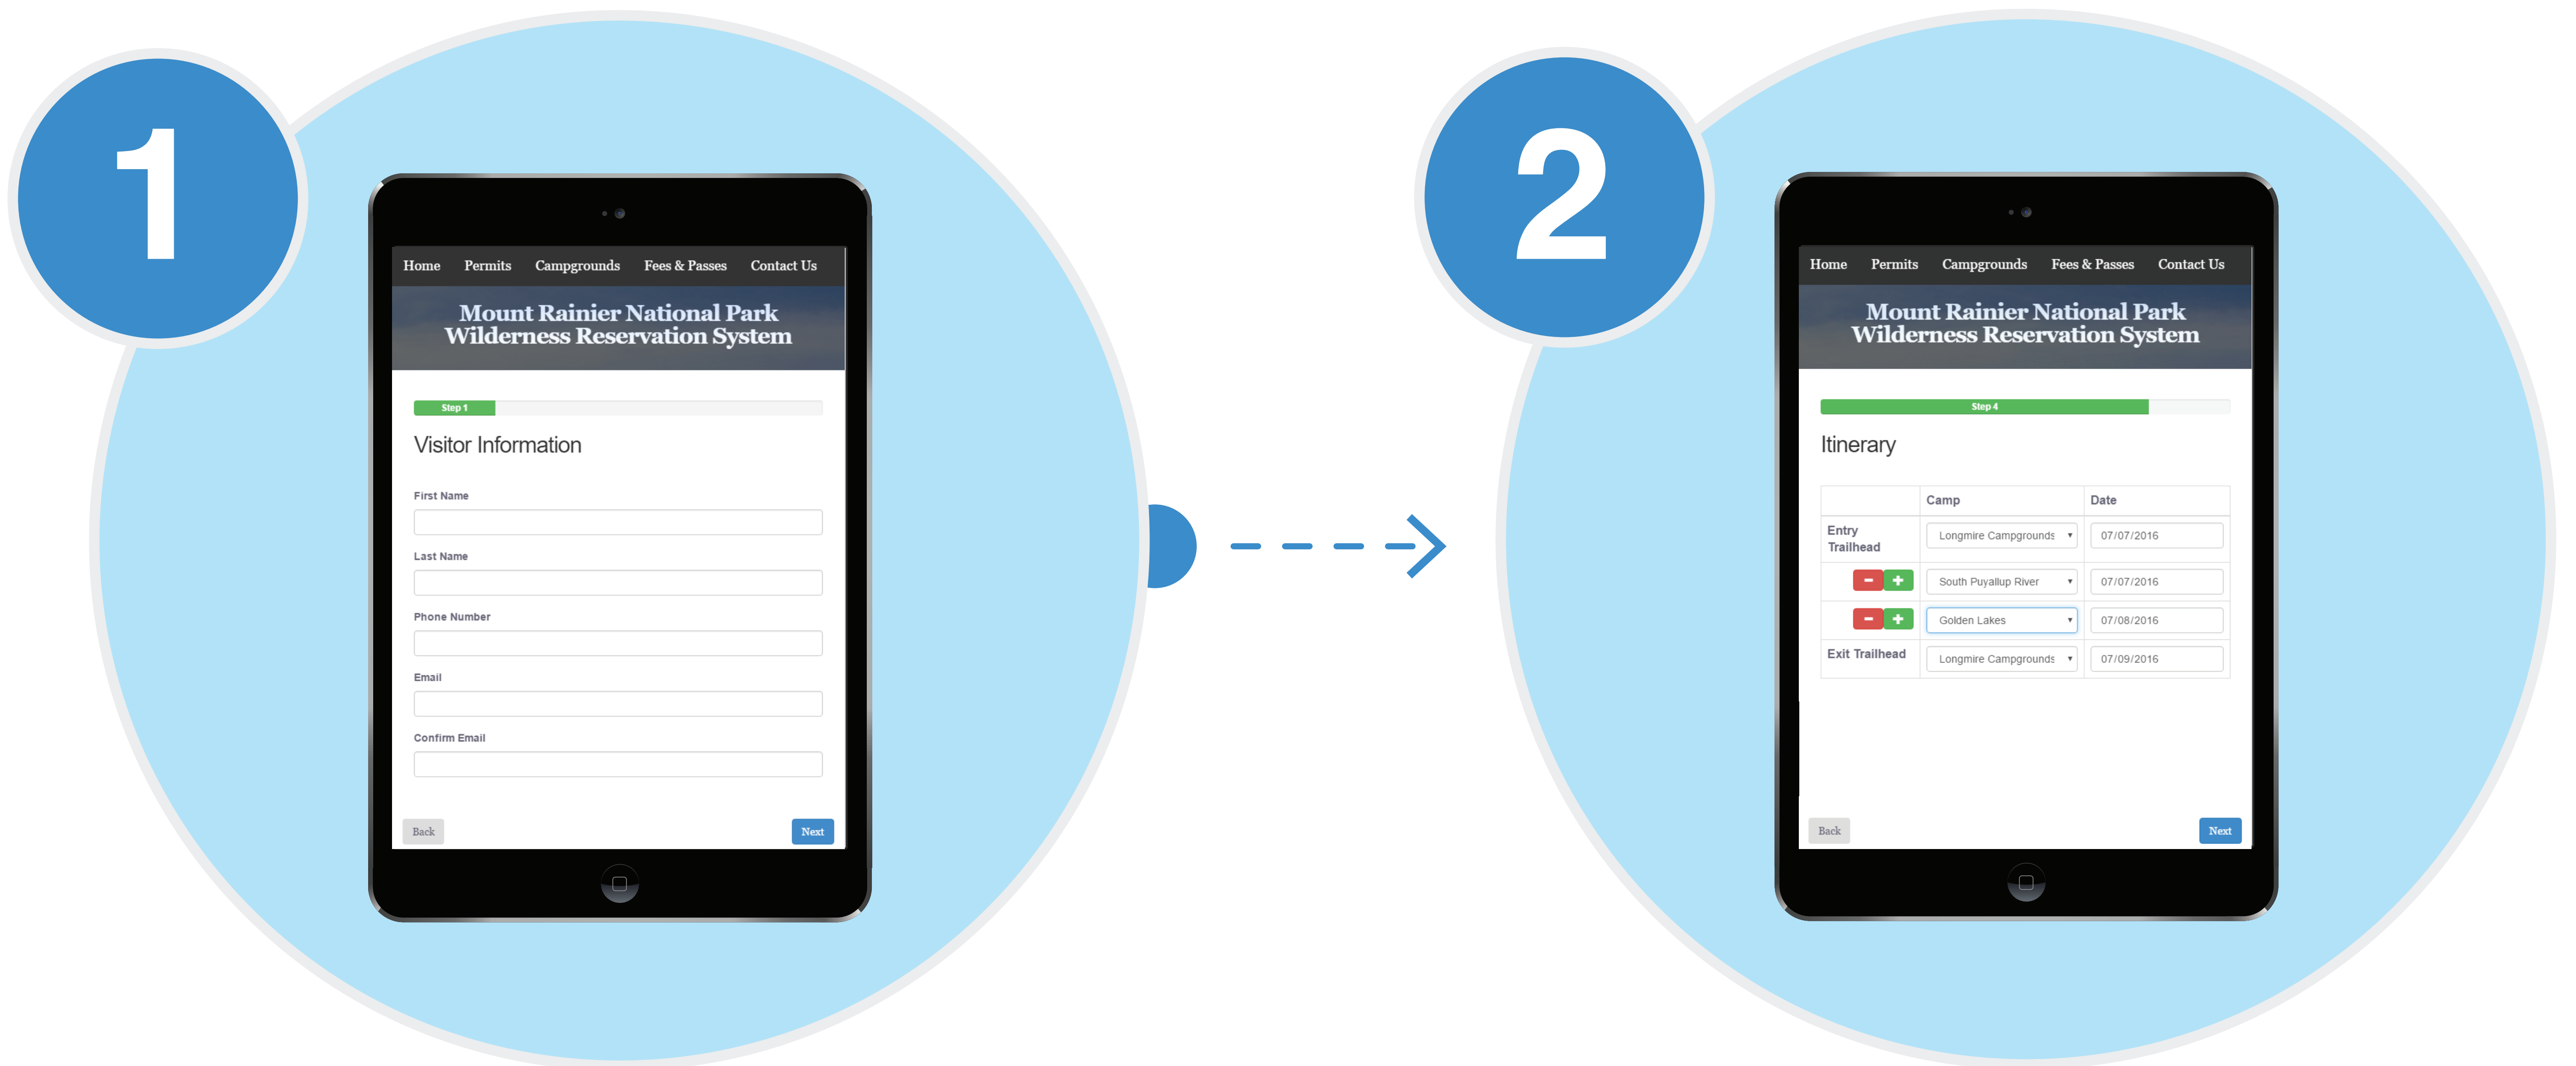 1
Home Permits Campgrounds Fees & Passes Contact Us
Mount Rainier National Park
Wilderness Reservation System
Step 1
Visitor Information
First Name
Last Name
Phone Number
Email
Confirm Email
Back Next
2
Home Permits Campgrounds Fees & Passes Contact Us
Mount Rainier National Park
Wilderness Reservation System
Step 4
Itinerary
Camp Date
Entry
Trailhead Longmire Campgrounds 07/07/2016
- + South Puyallup River 07/07/2016
- + Golden Lakes 07/08/2016
Exit Trailhead Longmire Campgrounds 07/09/2016
Back Next